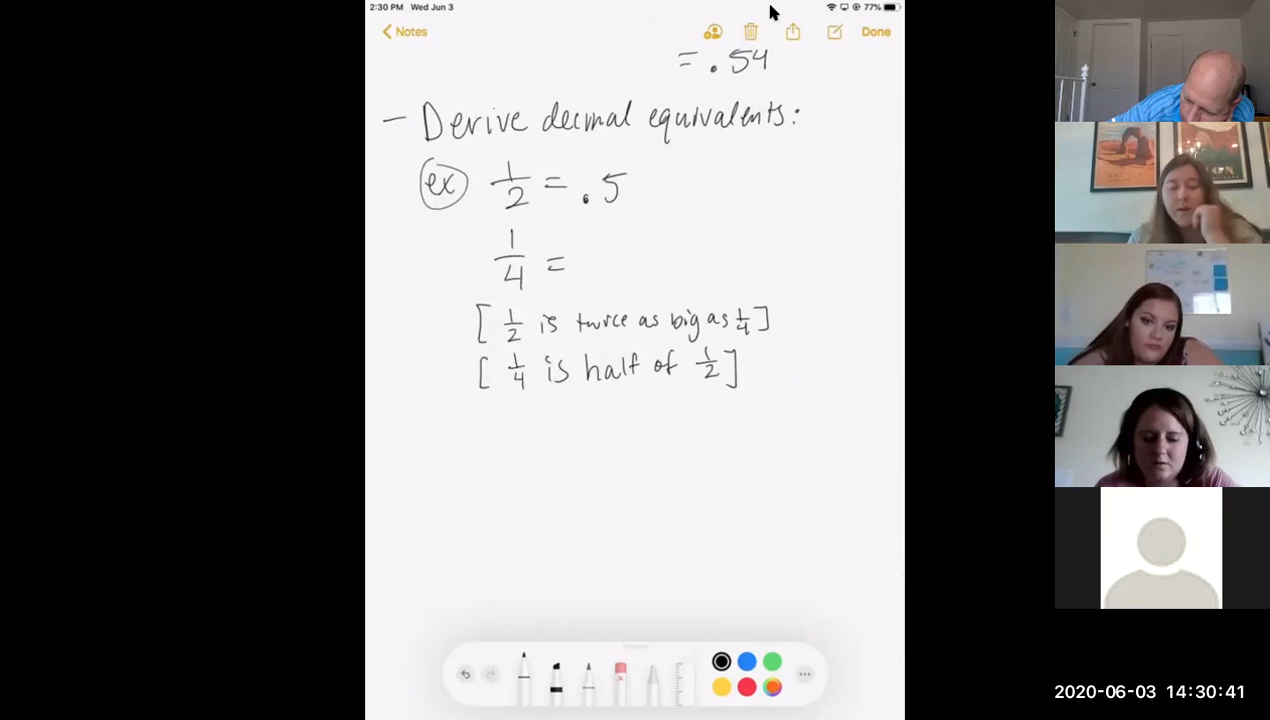 2:30 PM Wed Jun 3
77%
Notes
Done
= .54
- Derive decimal equivalents:
ex 1/2 = .5
1/4 =
[ 1/2 is twice as big as 1/4 ]
[ 1/4 is half of 1/2 ]
2020-06-03 14:30:41